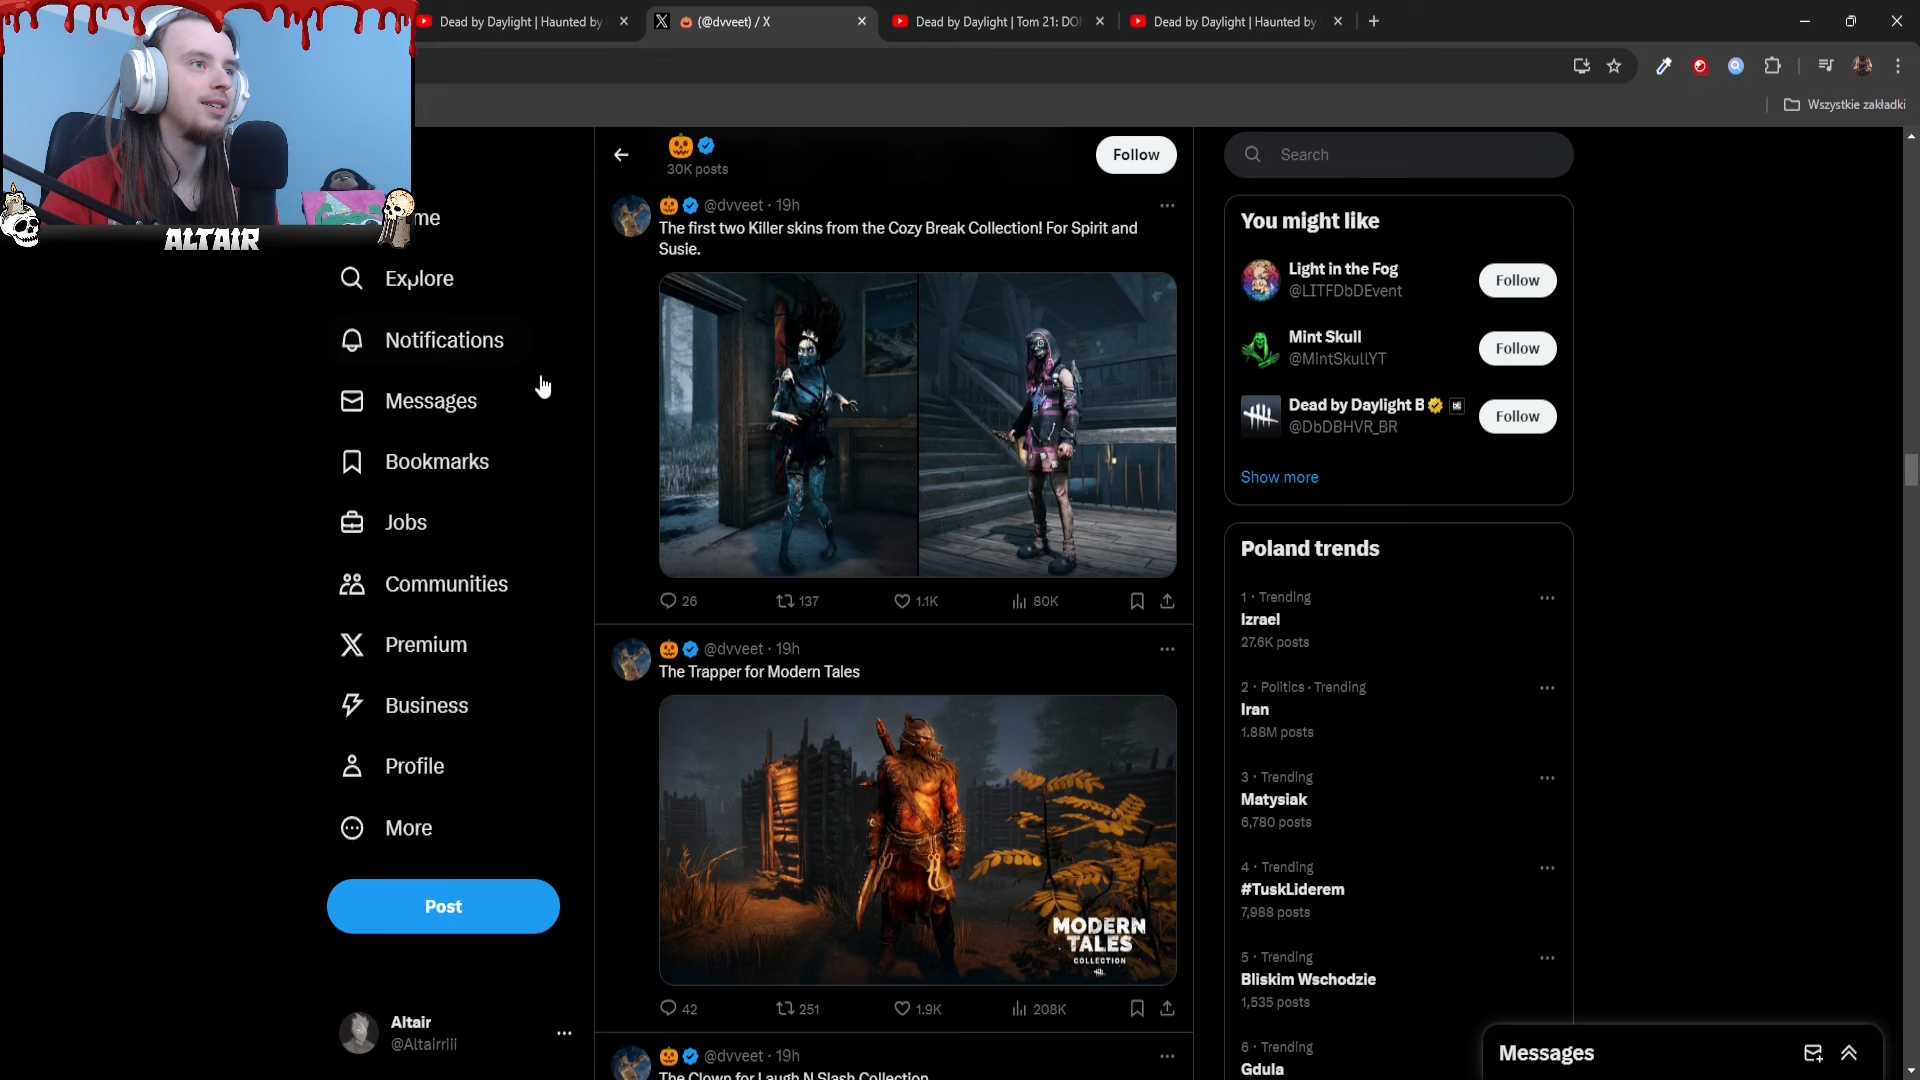 Dead by Daylight | Haunted by
(@dvveet) / X
Dead by Daylight | Tom 21: DO
Dead by Daylight | Haunted by
Wszystkie zakładki
ALTAIR
me
Explore
Notifications
Messages
Bookmarks
Jobs
Communities
Premium
Business
Profile
More
Post
Altair
@Altairriii
30K posts
Follow
@dvveet · 19h
The first two Killer skins from the Cozy Break Collection! For Spirit and
Susie.
26 137 1.1K 80K
@dvveet · 19h
The Trapper for Modern Tales
MODERN
TALES
COLLECTION
42 251 1.9K 208K
@dvveet · 19h
The Clown for Laugh N Slash Collection
Search
You might like
Light in the Fog
@LITFDbDEvent
Follow
Mint Skull
@MintSkullYT
Follow
Dead by Daylight B
@DbDBHVR_BR
Follow
Show more
Poland trends
1 · Trending
Izrael
27.6K posts
2 · Politics · Trending
Iran
1.88M posts
3 · Trending
Matysiak
6,780 posts
4 · Trending
#TuskLiderem
7,988 posts
5 · Trending
Bliskim Wschodzie
1,535 posts
6 · Trending
Gdula
Messages